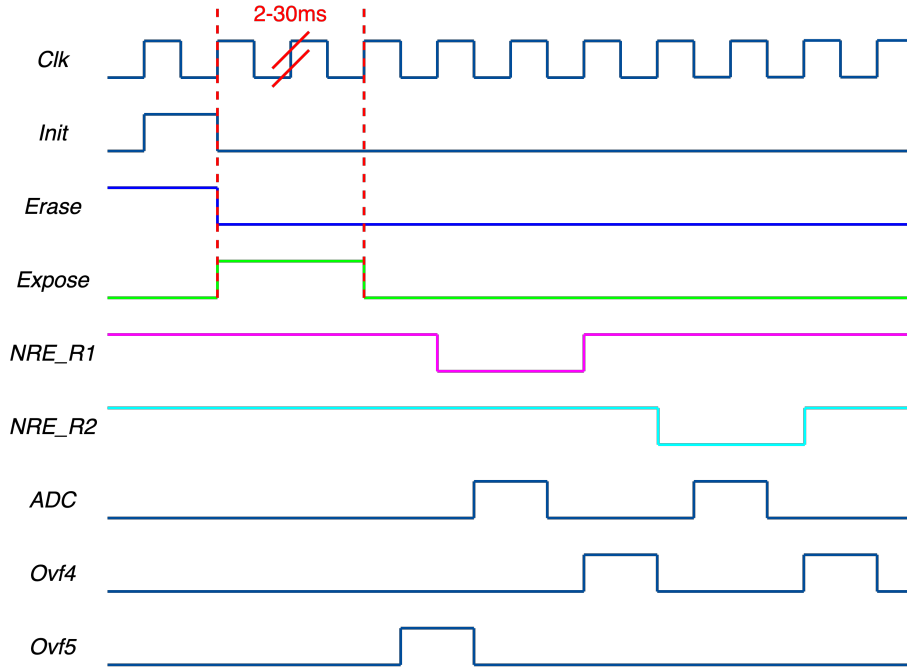 2-30ms
Clk
Init
Erase
Expose
NRE_R1
NRE_R2
ADC
Ovf4
Ovf5